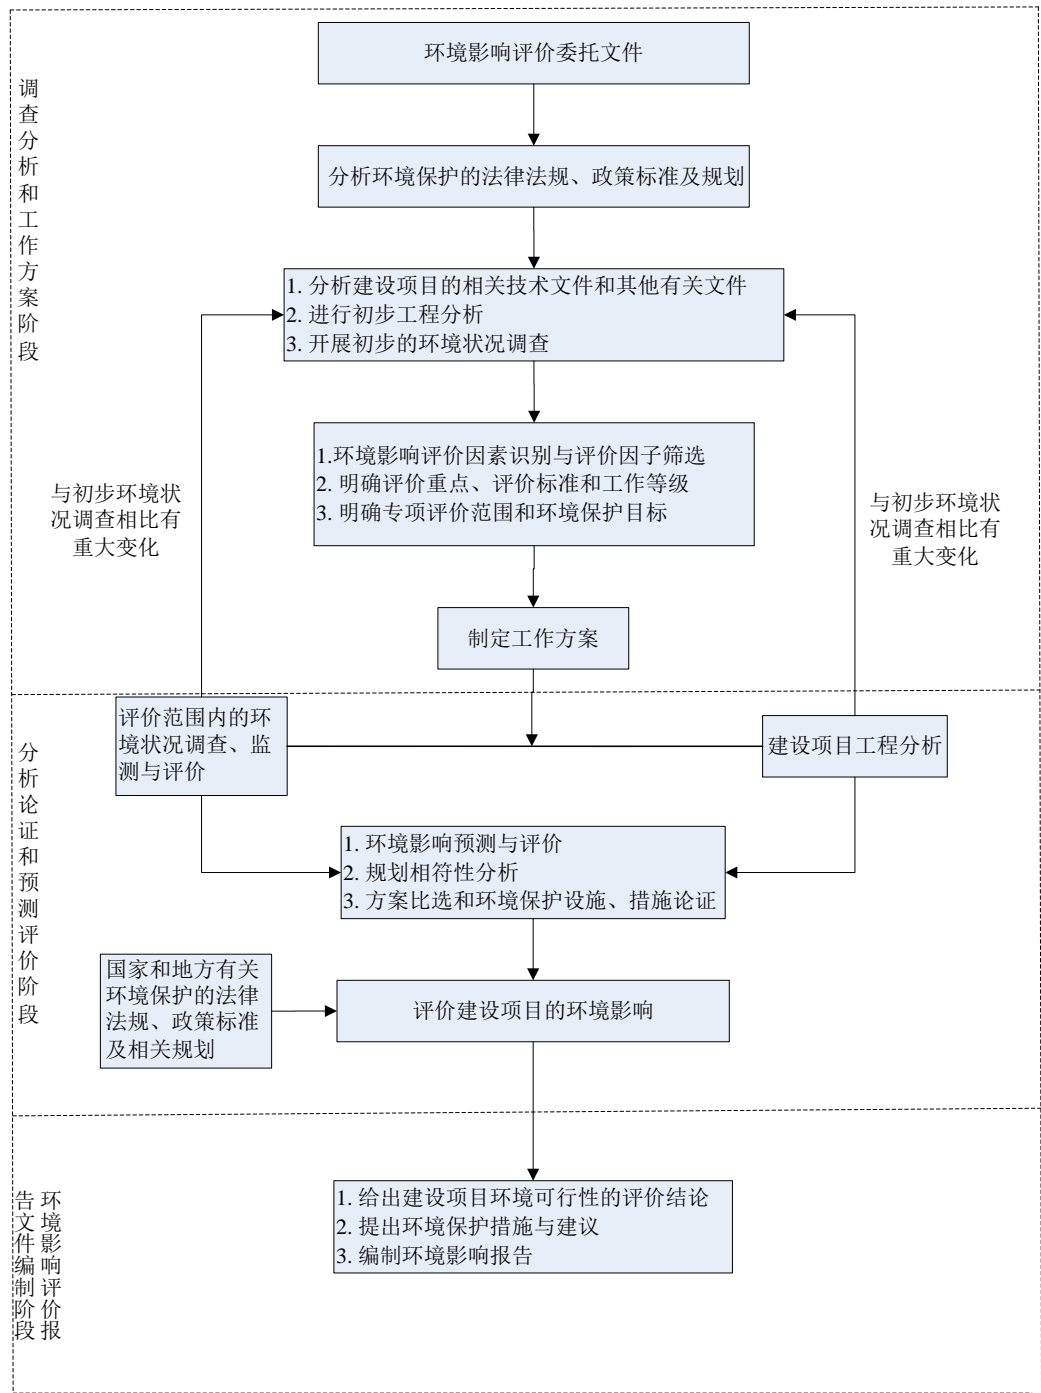 环境影响评价委托文件
调查分析和工作方案阶段
分析环境保护的法律法规、政策标准及规划
1. 分析建设项目的相关技术文件和其他有关文件
2. 进行初步工程分析
3. 开展初步的环境状况调查
1.环境影响评价因素识别与评价因子筛选
2. 明确评价重点、评价标准和工作等级
3. 明确专项评价范围和环境保护目标
与初步环境状
况调查相比有
重大变化
与初步环境状
况调查相比有
重大变化
制定工作方案
分析论证和预测评价阶段
评价范围内的环
境状况调查、监
测与评价
建设项目工程分析
1. 环境影响预测与评价
2. 规划相符性分析
3. 方案比选和环境保护设施、措施论证
国家和地方有关
环境保护的法律
法规、政策标准
及相关规划
评价建设项目的环境影响
环境影响评价报
告文件编制阶段
1. 给出建设项目环境可行性的评价结论
2. 提出环境保护措施与建议
3. 编制环境影响报告